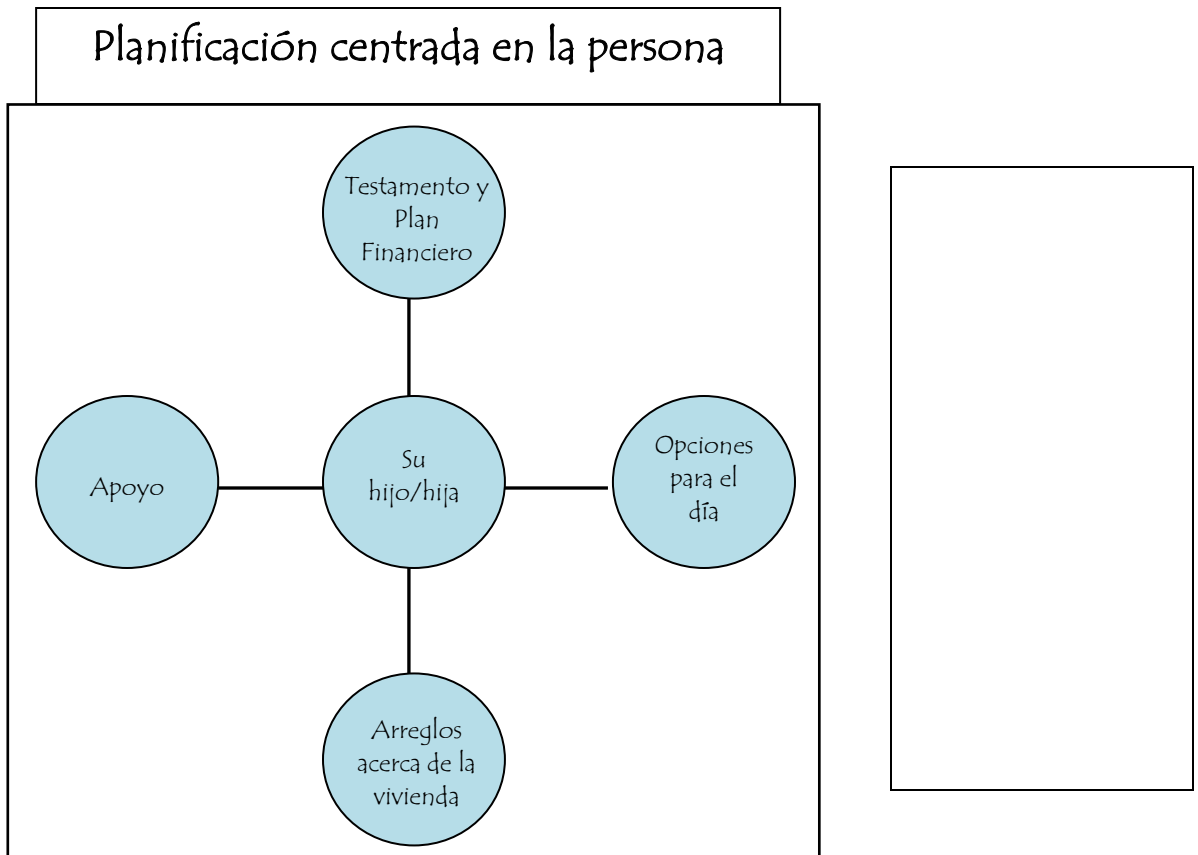 Planificación centrada en la persona
Testamento y
Plan
Financiero
Apoyo
Su
hijo/hija
Opciones
para el
día
Arreglos
acerca de la
vivienda